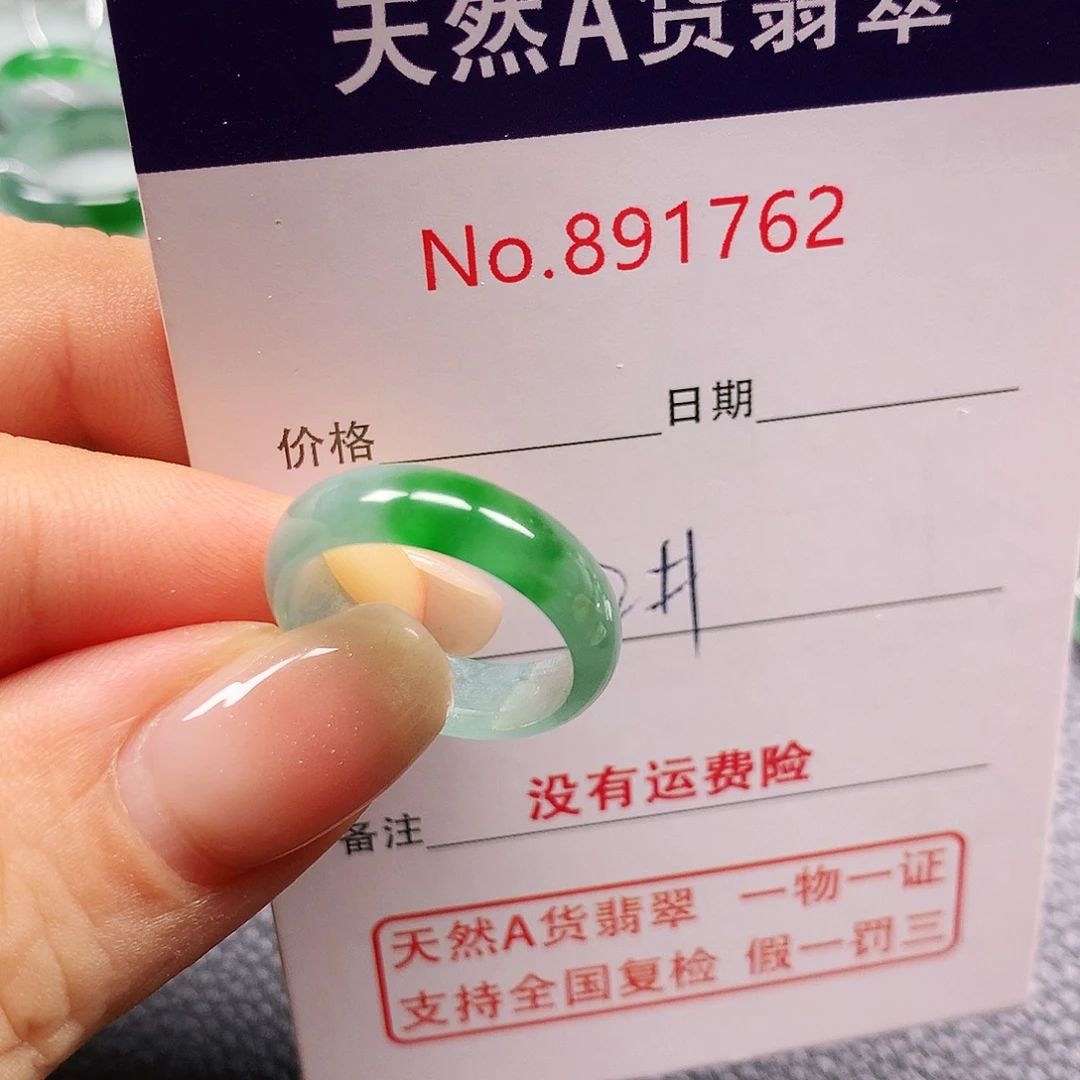 天然A货翡翠
No.891762
价格 日期
井
没有运费险
备注
天然A货翡翠 一物一证
支持全国复检 假一罚三